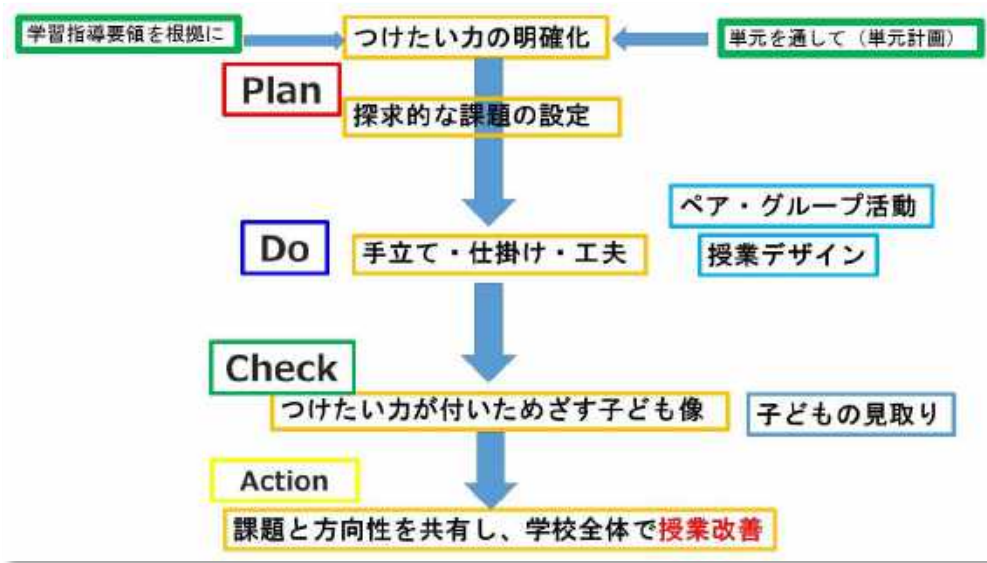 学習指導要領を根拠に
つけたい力の明確化
単元を通して（単元計画）
Plan
探求的な課題の設定
ペア・グループ活動
Do
手立て・仕掛け・工夫
授業デザイン
Check
つけたい力が付いためざす子ども像
子どもの見取り
Action
課題と方向性を共有し、学校全体で授業改善